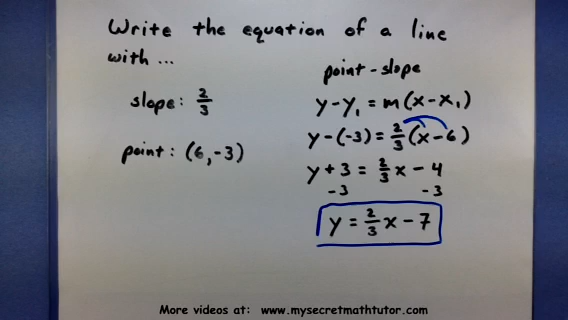 Write the equation of a line
with ...
slope: 2/3
point: (6,-3)
point-slope
y-y₁ = m(x-x₁)
y-(-3) = 2/3(x-6)
y+3 = 2/3x-4
-3 -3
y = 2/3x-7
More videos at: www.mysecretmathtutor.com